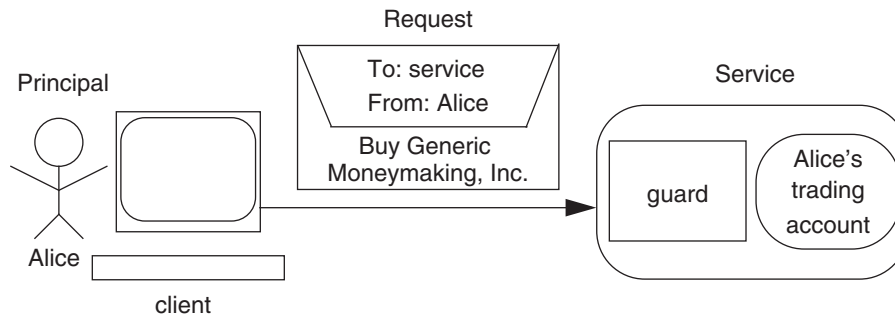 Request
To: service
From: Alice
Buy Generic
Moneymaking, Inc.
Principal
Alice
client
Service
guard
Alice's
trading
account